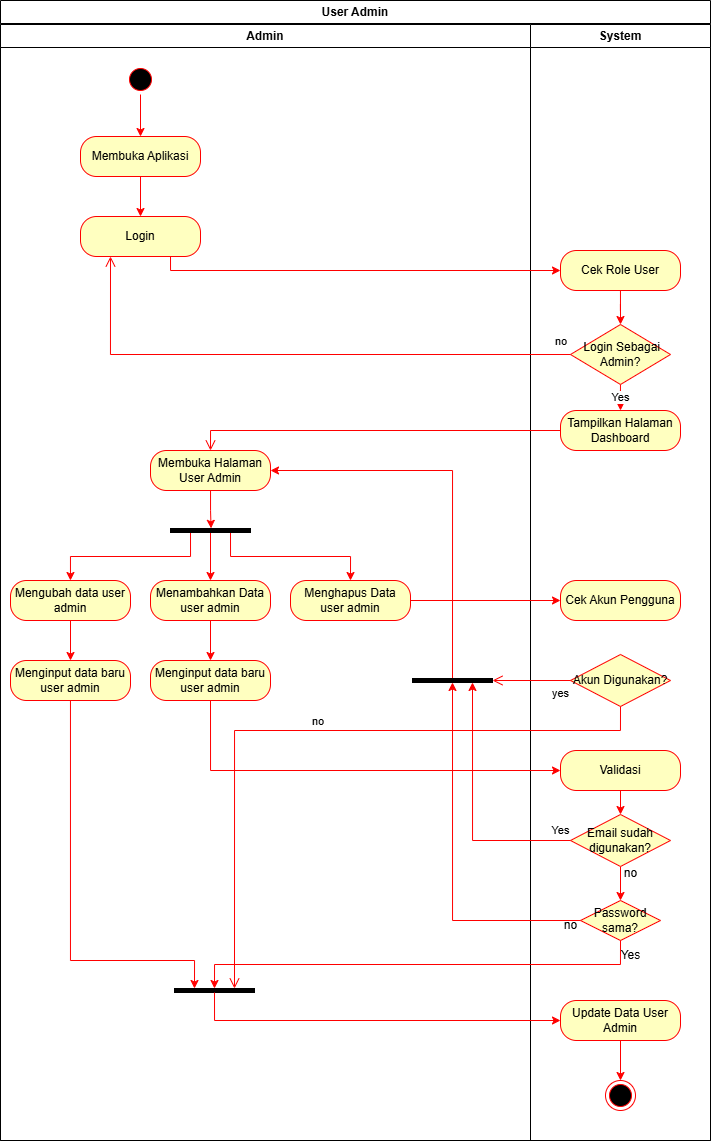 User Admin
Admin
System
Membuka Aplikasi
Login
Cek Role User
no
Login Sebagai
Admin?
Yes
Tampilkan Halaman
Dashboard
Membuka Halaman
User Admin
Mengubah data user
admin
Menambahkan Data
user admin
Menghapus Data
user admin
Cek Akun Pengguna
Menginput data baru
user admin
Menginput data baru
user admin
Akun Digunakan?
yes
no
Validasi
Yes
Email sudah
digunakan?
no
Password
sama?
no
Yes
Update Data User
Admin